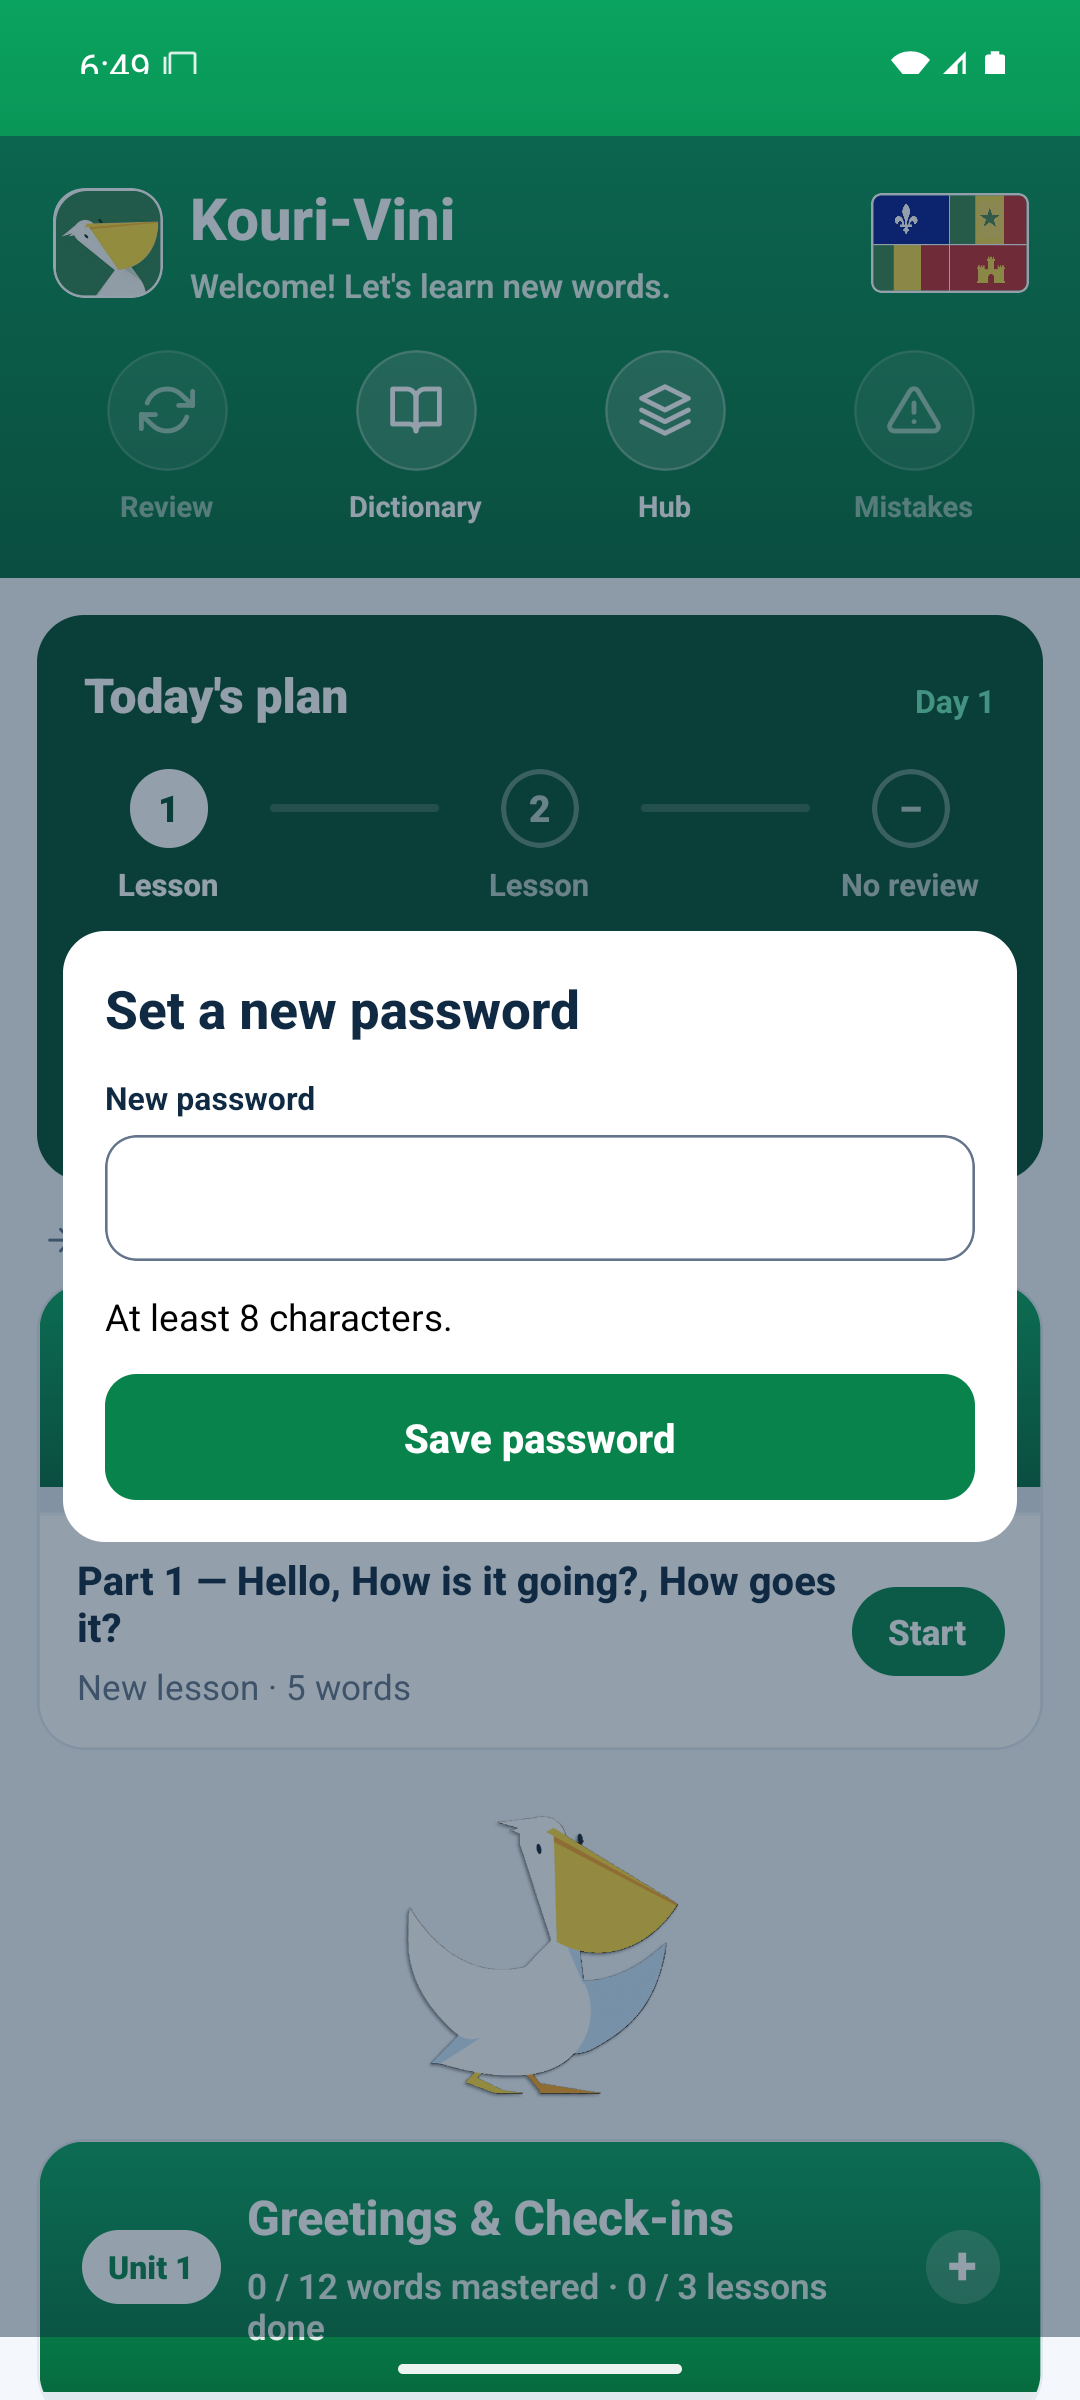 6:49
Kouri-Vini
Welcome! Let's learn new words.
Review
Dictionary
Hub
Mistakes
Today's plan
Day 1
1
2
–
Lesson
Lesson
No review
Set a new password
New password
At least 8 characters.
Save password
Part 1 — Hello, How is it going?, How goes
it?
Start
New lesson · 5 words
Greetings & Check-ins
Unit 1
0 / 12 words mastered · 0 / 3 lessons
done